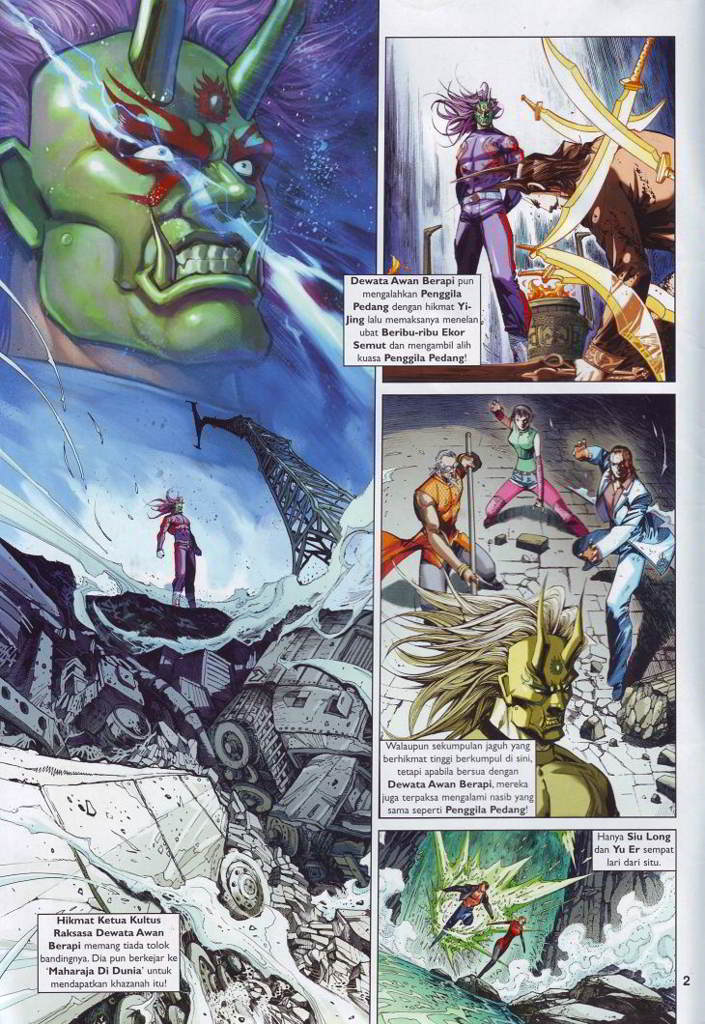 Dewata Awan Berapi pun
mengalahkan Penggila
Pedang dengan hikmat Yi-
Jing lalu memaksanya menelan
ubat Beribu-ribu Ekor
Semut dan mengambil alih
kuasa Penggila Pedang!
Walaupun sekumpulan jaguh yang
berhikmat tinggi berkumpul di sini,
tetapi apabila bersua dengan
Dewata Awan Berapi, mereka
juga terpaksa mengalami nasib yang
sama seperti Penggila Pedang!
Hanya Siu Long
dan Yu Er sempat
lari dari situ.
Hikmat Ketua Kultus
Raksasa Dewata Awan
Berapi memang tiada tolok
bandingnya. Dia pun berkejar ke
'Maharaja Di Dunia' untuk
mendapatkan khazanah itu!
2